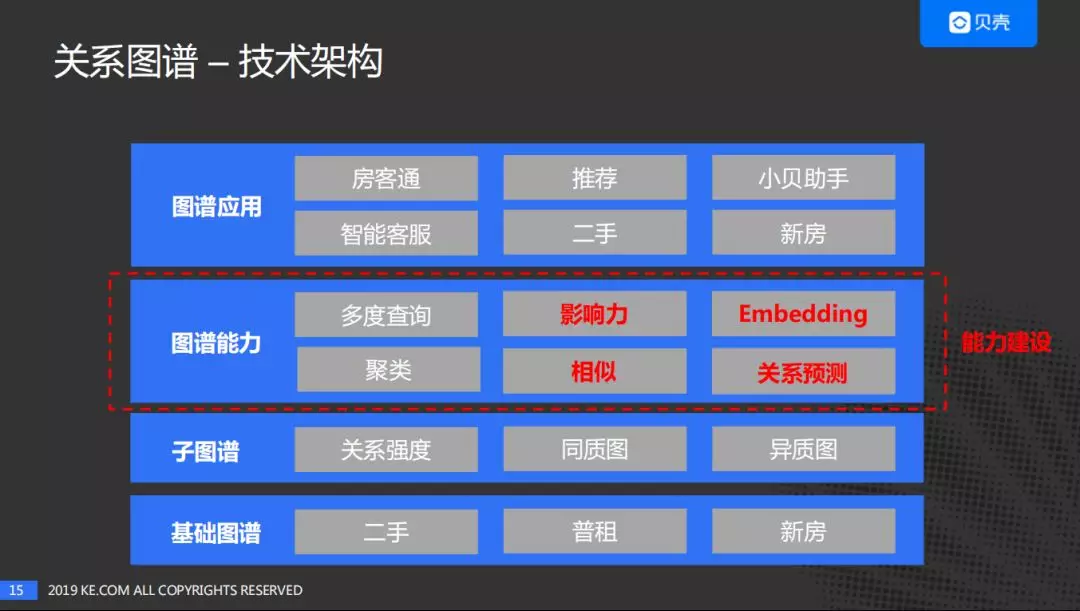 贝壳
关系图谱 – 技术架构
图谱应用
房客通
推荐
小贝助手
智能客服
二手
新房
图谱能力
多度查询
影响力
Embedding
聚类
相似
关系预测
能力建设
子图谱
关系强度
同质图
异质图
基础图谱
二手
普租
新房
15 2019 KE.COM ALL COPYRIGHTS RESERVED